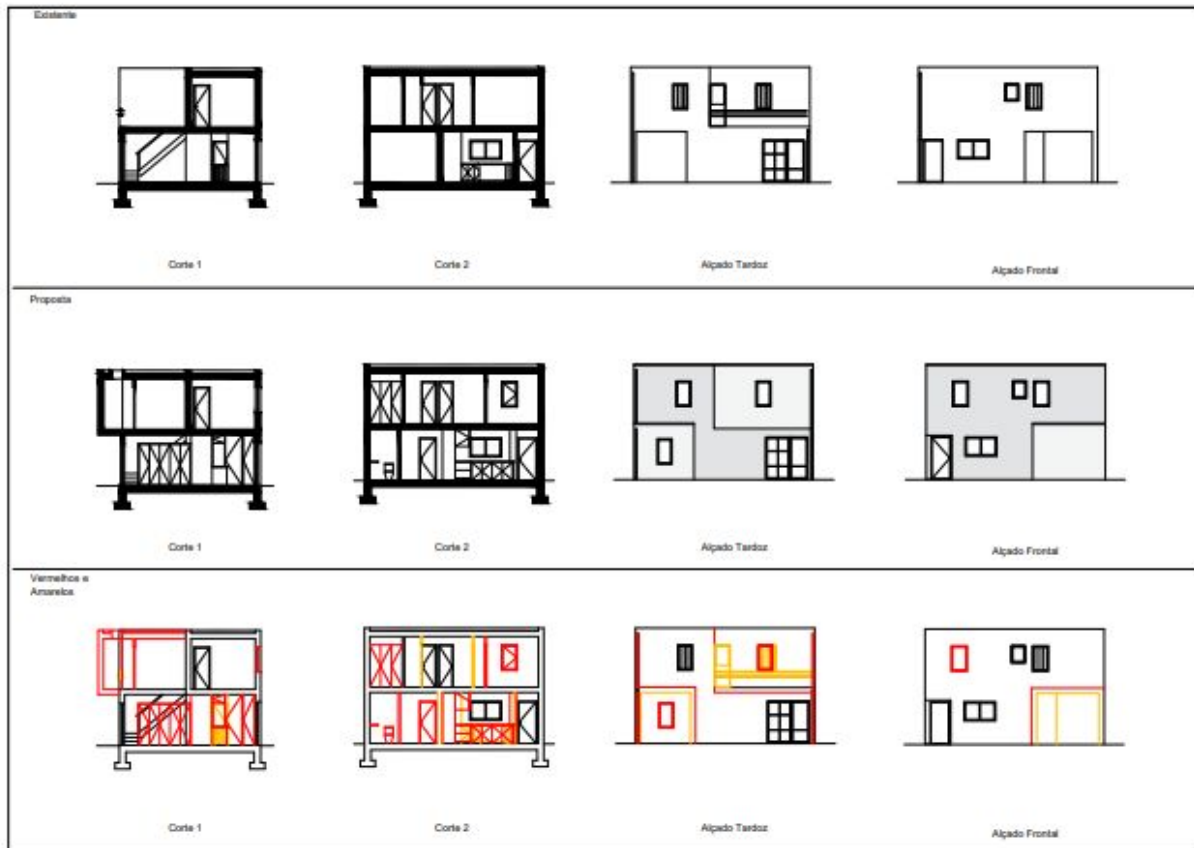 Existente
Corte 1
Corte 2
Alçado Tardoz
Alçado Frontal
Proposta
Corte 1
Corte 2
Alçado Tardoz
Alçado Frontal
Vermelhos e
Amarelos
Corte 1
Corte 2
Alçado Tardoz
Alçado Frontal